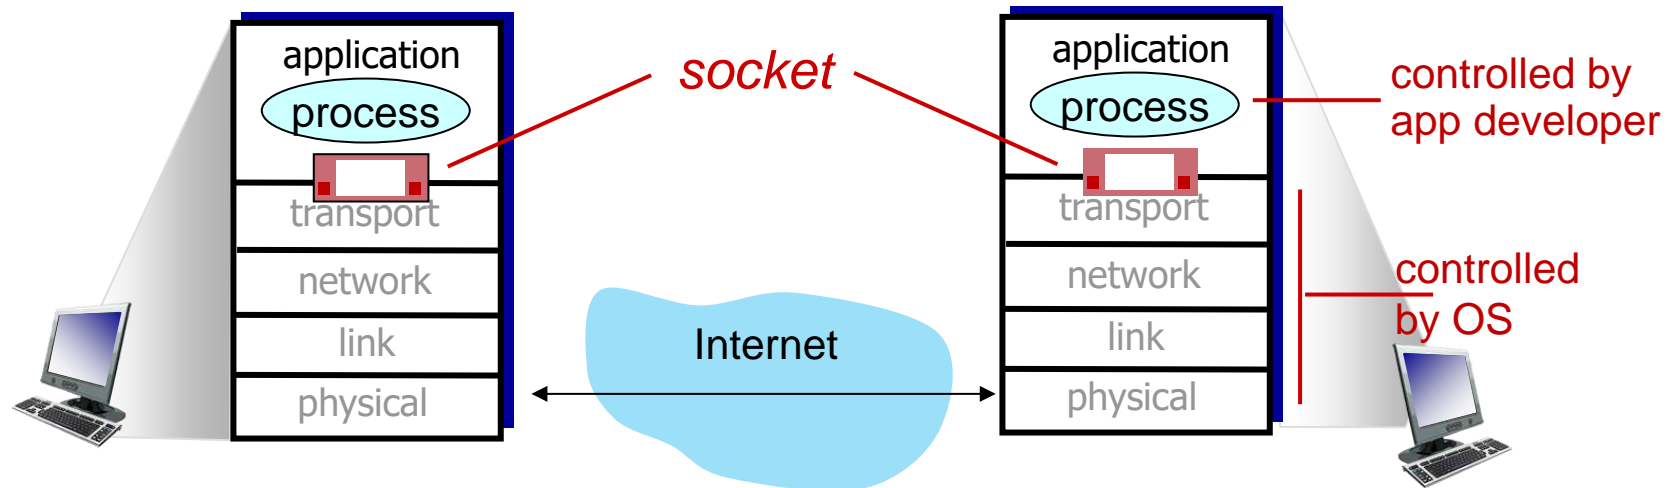 application
process
transport
network
link
physical
socket
Internet
application
process
transport
network
link
physical
controlled by
app developer
controlled
by OS